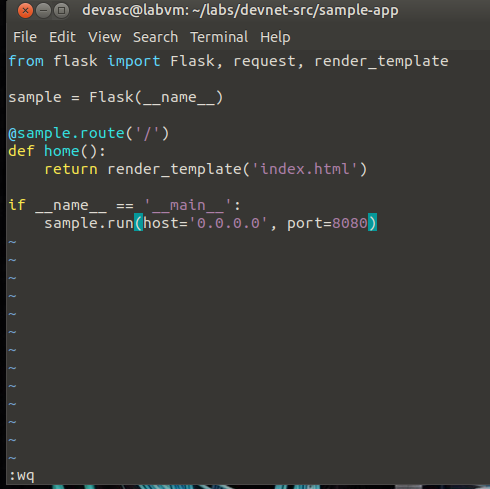 devasc@labvm: ~/labs/devnet-src/sample-app
File Edit View Search Terminal Help
from flask import Flask, request, render_template
sample = Flask(__name__)
@sample.route('/')
def home():
    return render_template('index.html')
if __name__ == '__main__':
    sample.run(host='0.0.0.0', port=8080)
~
~
~
~
~
~
~
~
~
~
~
~
~
:wq